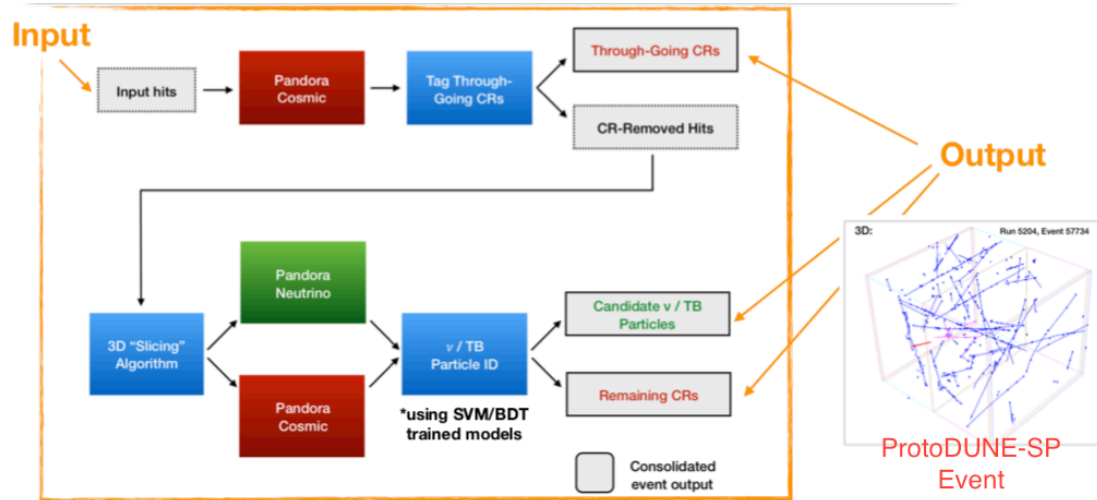 Input
Input hits
Pandora
Cosmic
Tag Through-
Going CRs
Through-Going CRs
CR-Removed Hits
Output
3D:
Run 5204, Event 57734
Pandora
Neutrino
3D "Slicing"
Algorithm
ν / TB
Particle ID
Candidate ν / TB
Particles
Pandora
Cosmic
Remaining CRs
*using SVM/BDT
trained models
Consolidated
event output
ProtoDUNE-SP
Event